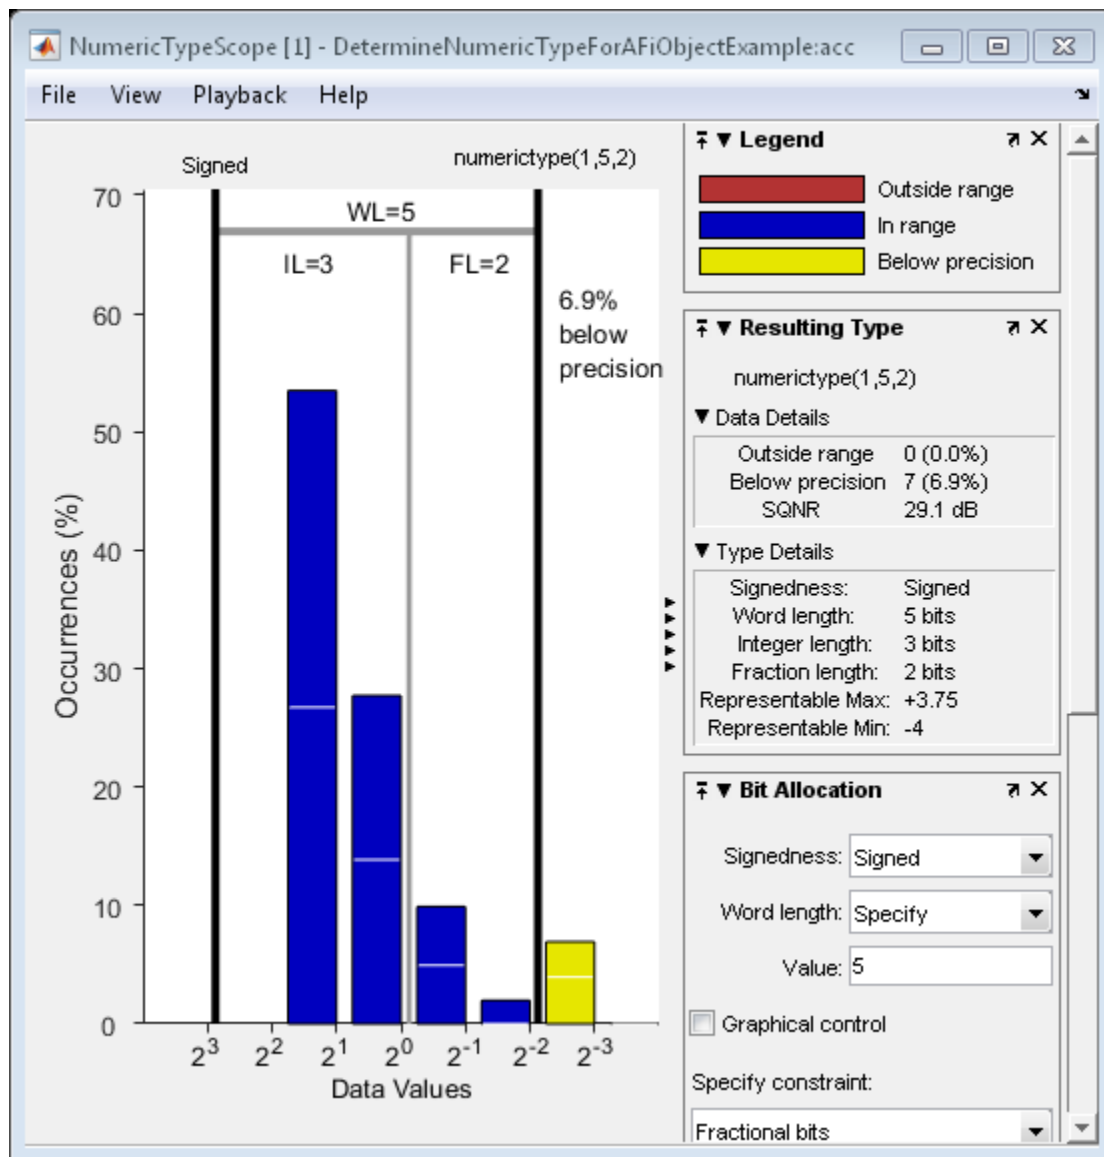 NumericTypeScope [1] - DetermineNumericTypeForAFiObjectExample:acc
File View Playback Help
Signed
numerictype(1,5,2)
WL=5
IL=3
FL=2
6.9%
below
precision
70
60
50
40
30
20
10
0
Occurrences (%)
2^3 2^2 2^1 2^0 2^-1 2^-2 2^-3
Data Values
Legend
Outside range
In range
Below precision
Resulting Type
numerictype(1,5,2)
Data Details
Outside range 0 (0.0%)
Below precision 7 (6.9%)
SQNR 29.1 dB
Type Details
Signedness: Signed
Word length: 5 bits
Integer length: 3 bits
Fraction length: 2 bits
Representable Max: +3.75
Representable Min: -4
Bit Allocation
Signedness: Signed
Word length: Specify
Value: 5
Graphical control
Specify constraint:
Fractional bits